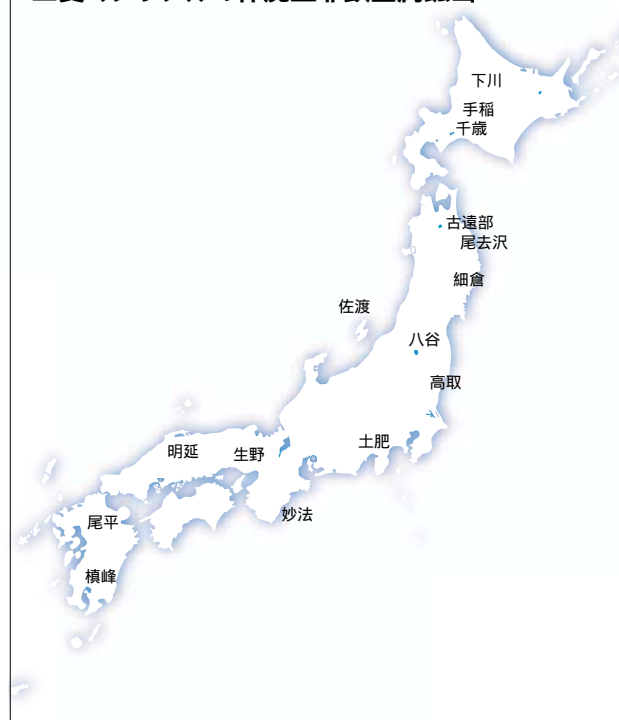 下川
手稲
千歳
古遠部
尾去沢
細倉
佐渡
八谷
高取
土肥
明延
生野
妙法
尾平
槙峰